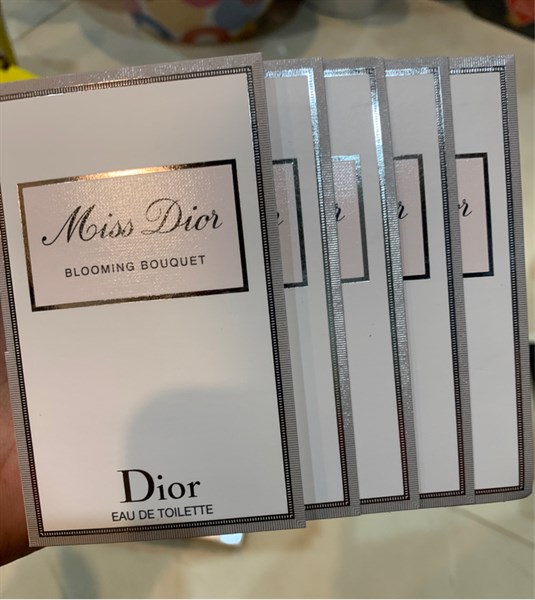 Miss Dior
BLOOMING BOUQUET
Dior
EAU DE TOILETTE
r
r
r
r